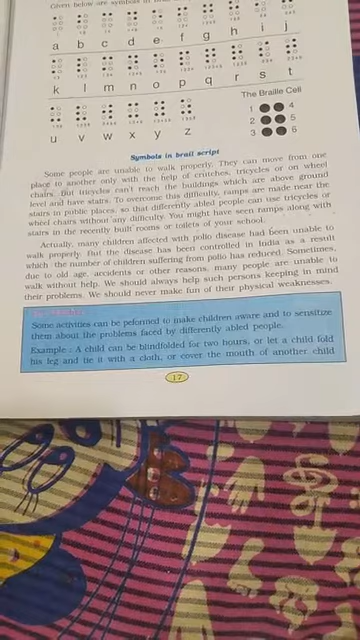 Given below are symbols in
a b c d e f g h i j
k l m n o p q r s t
The Braille Cell
1 4
2 5
3 6
u v w x y z
Symbols in brail script
Some people are unable to walk properly. They can move from one
place to another only with the help of crutches, tricycles or on wheel
chairs. But tricycles can't reach the buildings which are above ground
level and have stairs. To overcome this difficulty, ramps are made near the
stairs in public places, so that differently abled people can use tricycles or
wheel chairs without any difficulty. You might have seen ramps along with
stairs in the recently built rooms or toilets of your school.
Actually, many children affected with polio disease had been unable to
walk properly. But the disease has been controlled in India as a result
which the number of children suffering from polio has reduced. Sometimes,
due to old age, accidents or other reasons, many people are unable to
walk without help. We should always help such persons keeping in mind
their problems. We should never make fun of their physical weaknesses.
Some activities can be peformed to make children aware and to sensitize
them about the problems faced by differently abled people.
Example : A child can be blindfolded for two hours, or let a child fold
his leg and tie it with a cloth, or cover the mouth of another child
17